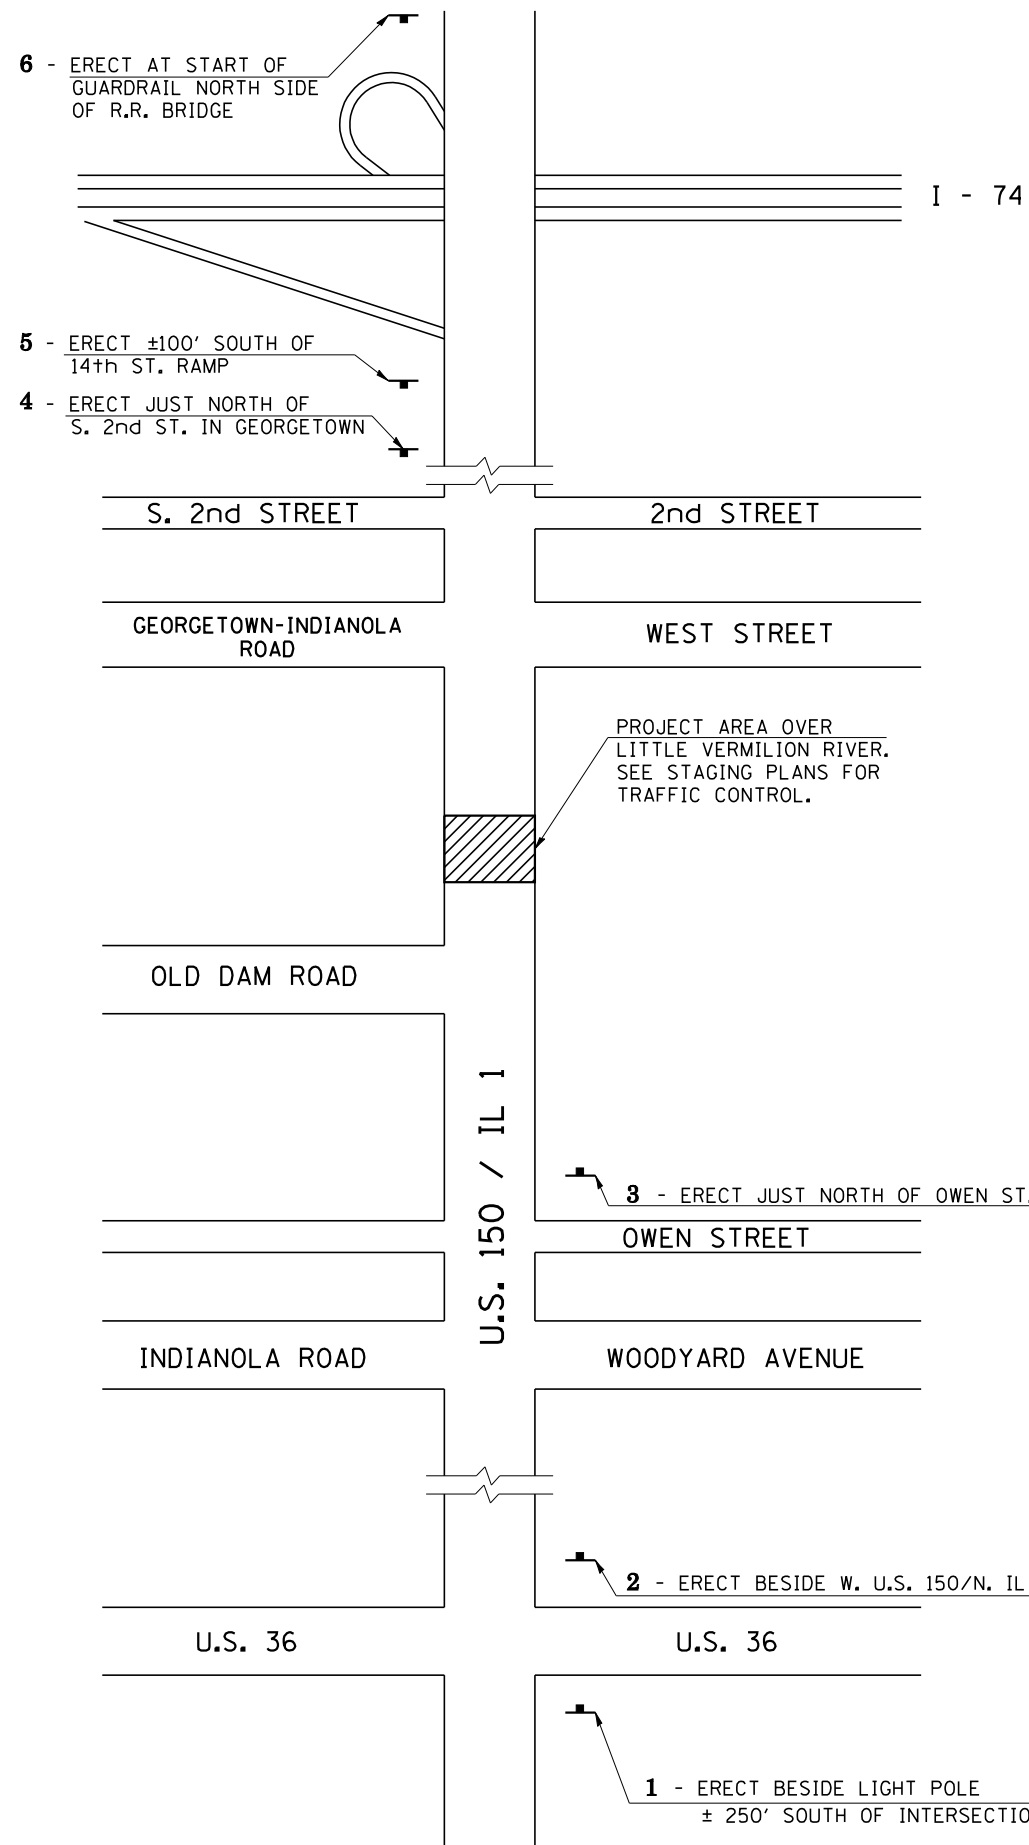 6 - ERECT AT START OF
GUARDRAIL NORTH SIDE
OF R.R. BRIDGE
I - 74
5 - ERECT ±100' SOUTH OF
14th ST. RAMP
4 - ERECT JUST NORTH OF
S. 2nd ST. IN GEORGETOWN
S. 2nd STREET
2nd STREET
GEORGETOWN-INDIANOLA
ROAD
WEST STREET
PROJECT AREA OVER
LITTLE VERMILION RIVER.
SEE STAGING PLANS FOR
TRAFFIC CONTROL.
OLD DAM ROAD
U.S. 150 / IL 1
3 - ERECT JUST NORTH OF OWEN ST.
OWEN STREET
INDIANOLA ROAD
WOODYARD AVENUE
2 - ERECT BESIDE W. U.S. 150/N. IL
U.S. 36
U.S. 36
1 - ERECT BESIDE LIGHT POLE
± 250' SOUTH OF